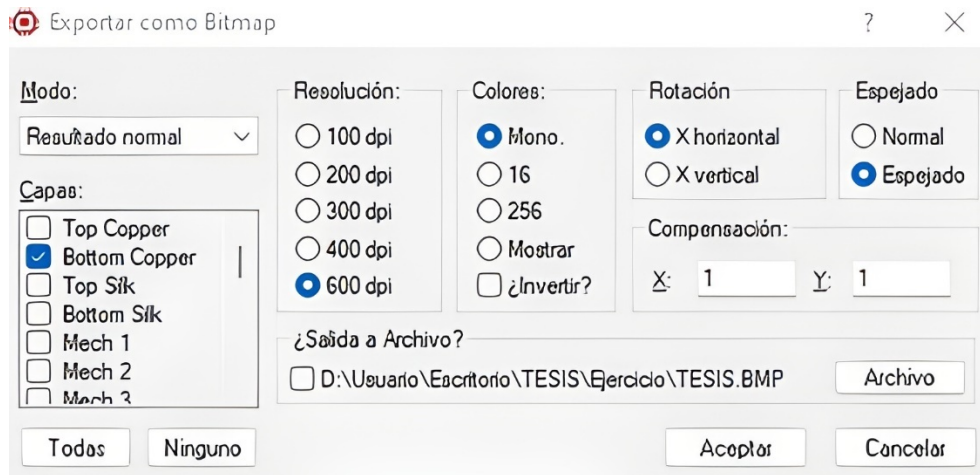 Exportar como Bitmap
?
Modo:
Resultado normal
Capas:
Top Copper
Bottom Copper
Top Silk
Bottom Silk
Mech 1
Mech 2
Mech 3
Todas
Ninguno
Resolución:
100 dpi
200 dpi
300 dpi
400 dpi
600 dpi
Colores:
Mono.
16
256
Mostrar
¿Invertir?
Rotación
X horizontal
X vertical
Espejado
Normal
Espejado
Compensación:
X: 1 Y: 1
¿Salida a Archivo?
D:\Usuario\Escritorio\TESIS\Ejercicio\TESIS.BMP
Archivo
Aceptar
Cancelar